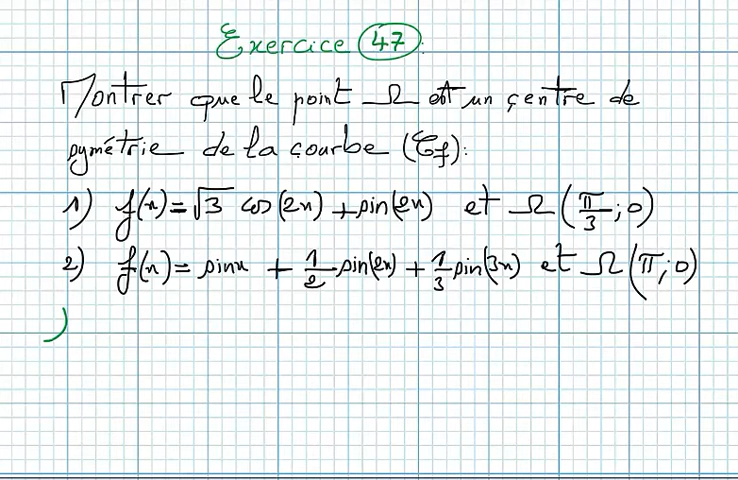 Exercice 47:
Montrer que le point Ω est un centre de
symétrie de la courbe (𝒞f):
1) f(x) = √3 cos(2x) + sin(2x) et Ω(π/3; 0)
2) f(x) = sinx + 1/2 sin(2x) + 1/3 sin(3x) et Ω(π; 0)
)